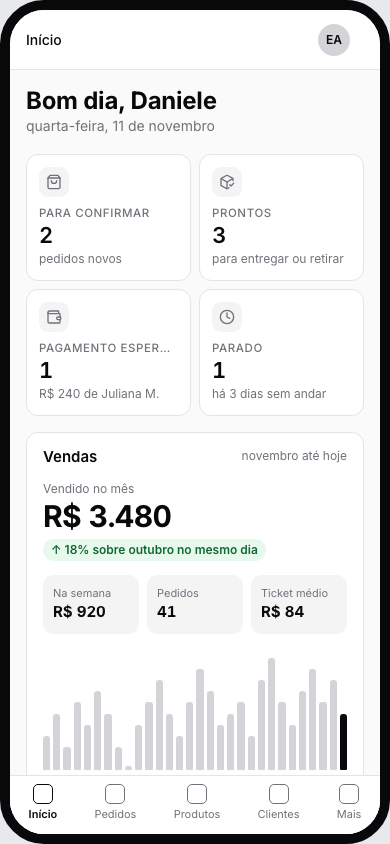 Início
EA
Bom dia, Daniele
quarta-feira, 11 de novembro
PARA CONFIRMAR
2
pedidos novos
PRONTOS
3
para entregar ou retirar
PAGAMENTO ESPER...
1
R$ 240 de Juliana M.
PARADO
1
há 3 dias sem andar
Vendas
novembro até hoje
Vendido no mês
R$ 3.480
↑ 18% sobre outubro no mesmo dia
Na semana
R$ 920
Pedidos
41
Ticket médio
R$ 84
Início
Pedidos
Produtos
Clientes
Mais